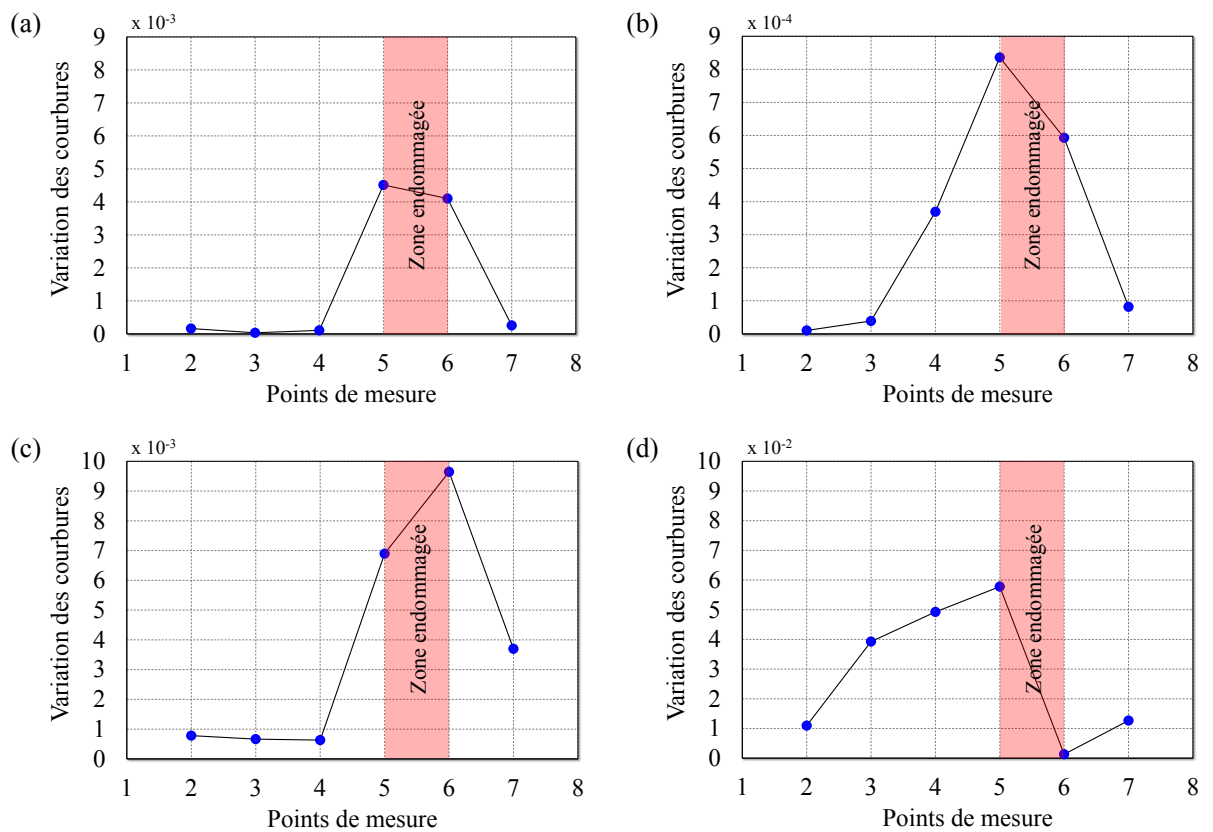 (a)
x 10-3
9
8
7
6
5
4
3
2
1
0
1 2 3 4 5 6 7 8
Variation des courbures
Points de mesure
Zone endommagée
(b)
x 10-4
9
8
7
6
5
4
3
2
1
0
1 2 3 4 5 6 7 8
Variation des courbures
Points de mesure
Zone endommagée
(c)
x 10-3
10
9
8
7
6
5
4
3
2
1
0
1 2 3 4 5 6 7 8
Variation des courbures
Points de mesure
Zone endommagée
(d)
x 10-2
10
9
8
7
6
5
4
3
2
1
0
1 2 3 4 5 6 7 8
Variation des courbures
Points de mesure
Zone endommagée